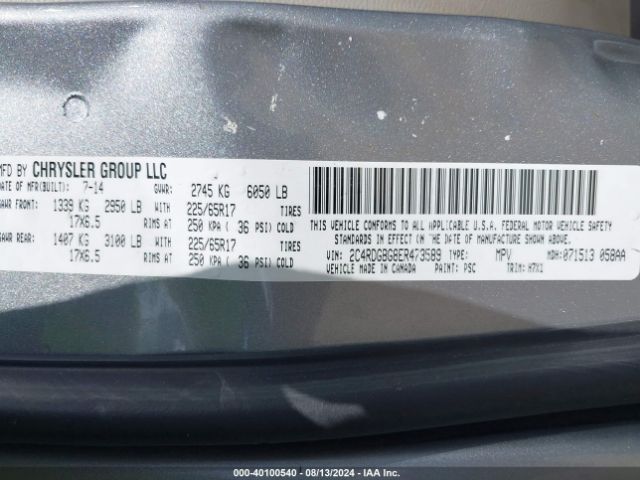 MFD BY CHRYSLER GROUP LLC
DATE OF MFR(BUILT): 7-14 GVWR: 2745 KG 6050 LB
GAWR FRONT: 1339 KG 2950 LB WITH 225/65R17 TIRES
17X6.5 RIMS AT 250 KPA ( 36 PSI) COLD
GAWR REAR: 1407 KG 3100 LB WITH 225/65R17 TIRES
17X6.5 RIMS AT 250 KPA ( 36 PSI) COLD
THIS VEHICLE CONFORMS TO ALL APPLICABLE U.S.A. FEDERAL MOTOR VEHICLE SAFETY
STANDARDS IN EFFECT ON THE DATE OF MANUFACTURE SHOWN ABOVE.
VIN: 2C4RDGBG8ER473589 TYPE: MPV MDH: 071513 058AA
VEHICLE MADE IN CANADA PAINT: PSC TRIM: H7X1
000-40100540 - 08/13/2024 - IAA Inc.